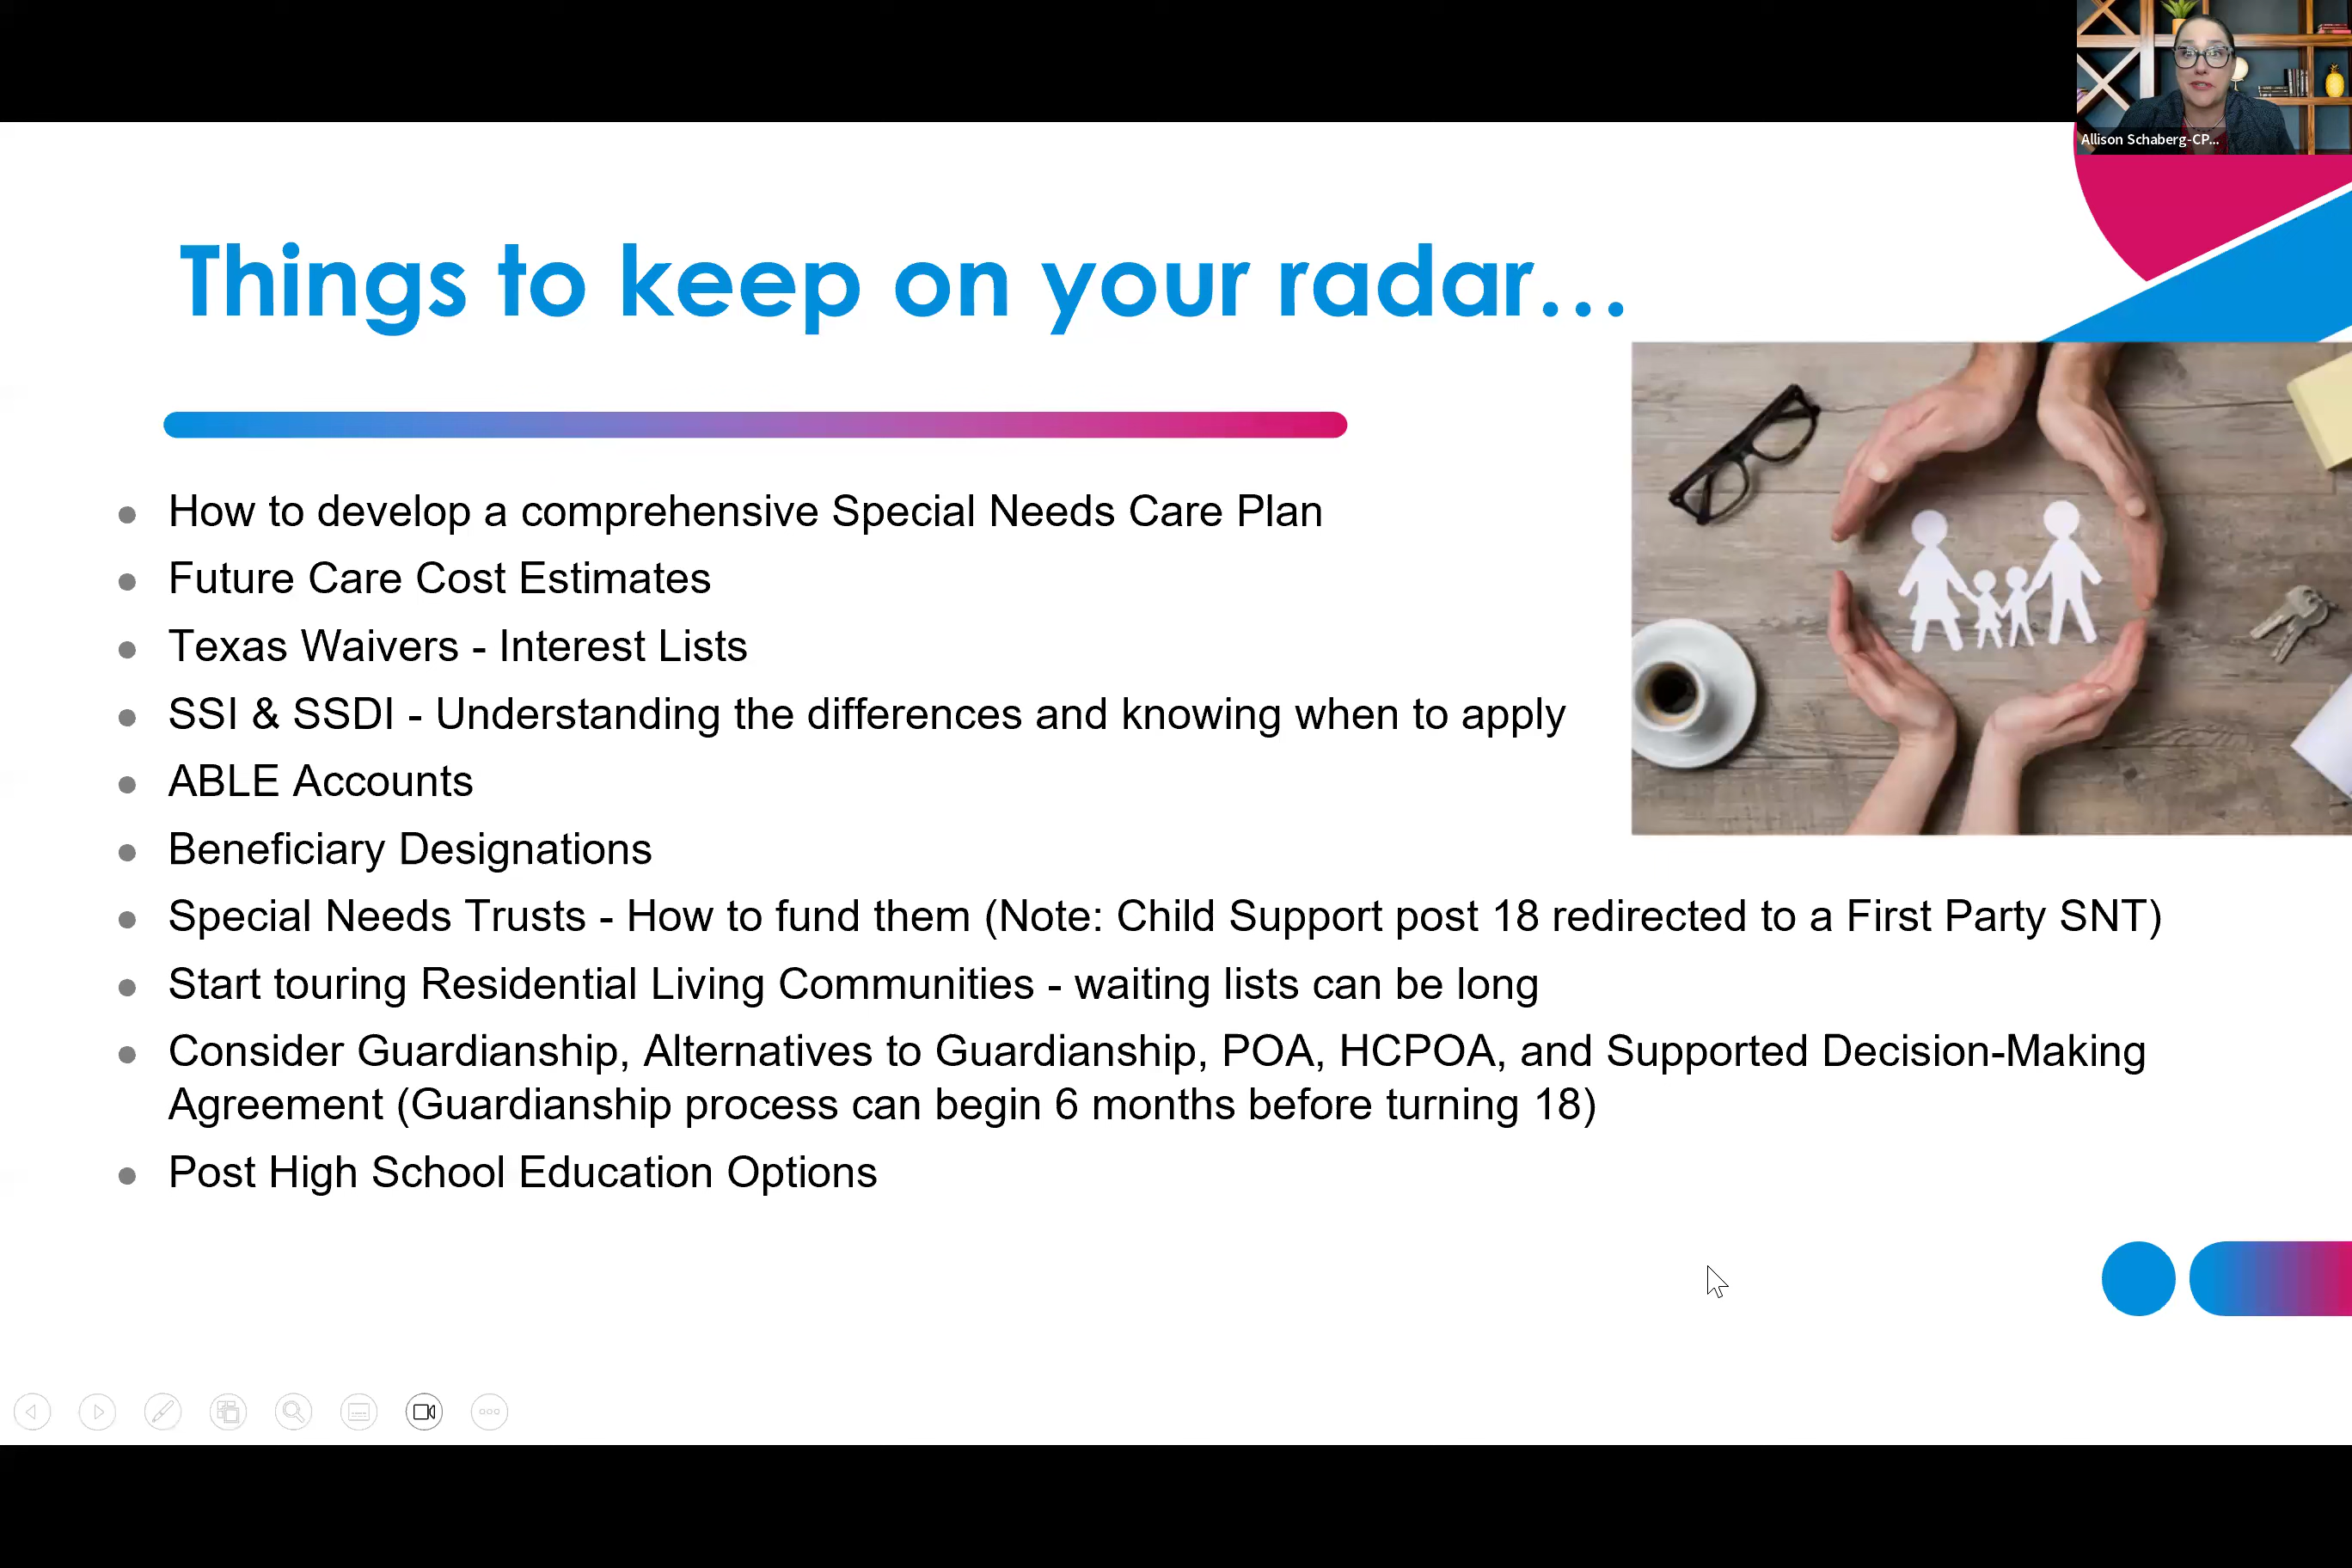 Allison Schaberg-CP...
Things to keep on your radar...
How to develop a comprehensive Special Needs Care Plan
Future Care Cost Estimates
Texas Waivers - Interest Lists
SSI & SSDI - Understanding the differences and knowing when to apply
ABLE Accounts
Beneficiary Designations
Special Needs Trusts - How to fund them (Note: Child Support post 18 redirected to a First Party SNT)
Start touring Residential Living Communities - waiting lists can be long
Consider Guardianship, Alternatives to Guardianship, POA, HCPOA, and Supported Decision-Making
Agreement (Guardianship process can begin 6 months before turning 18)
Post High School Education Options